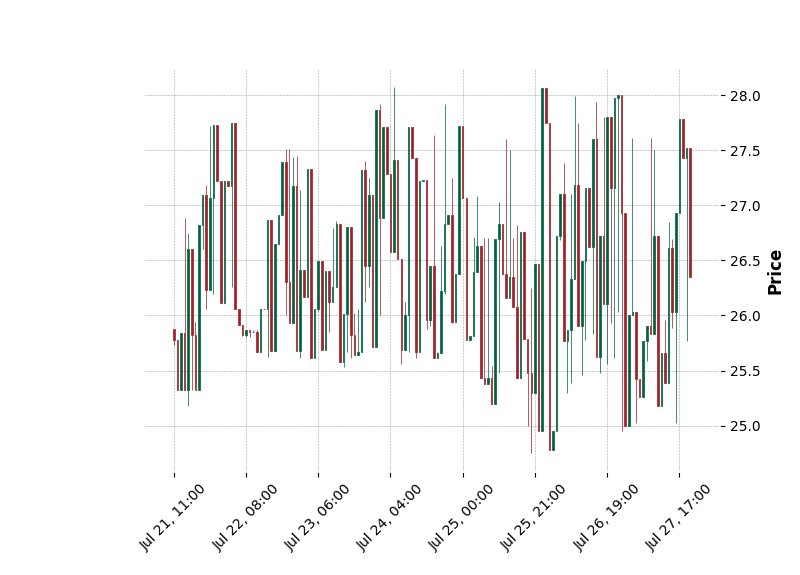 28.0
27.5
27.0
26.5
26.0
25.5
25.0
Price
Jul 21, 11:00
Jul 22, 08:00
Jul 23, 06:00
Jul 24, 04:00
Jul 25, 00:00
Jul 25, 21:00
Jul 26, 19:00
Jul 27, 17:00